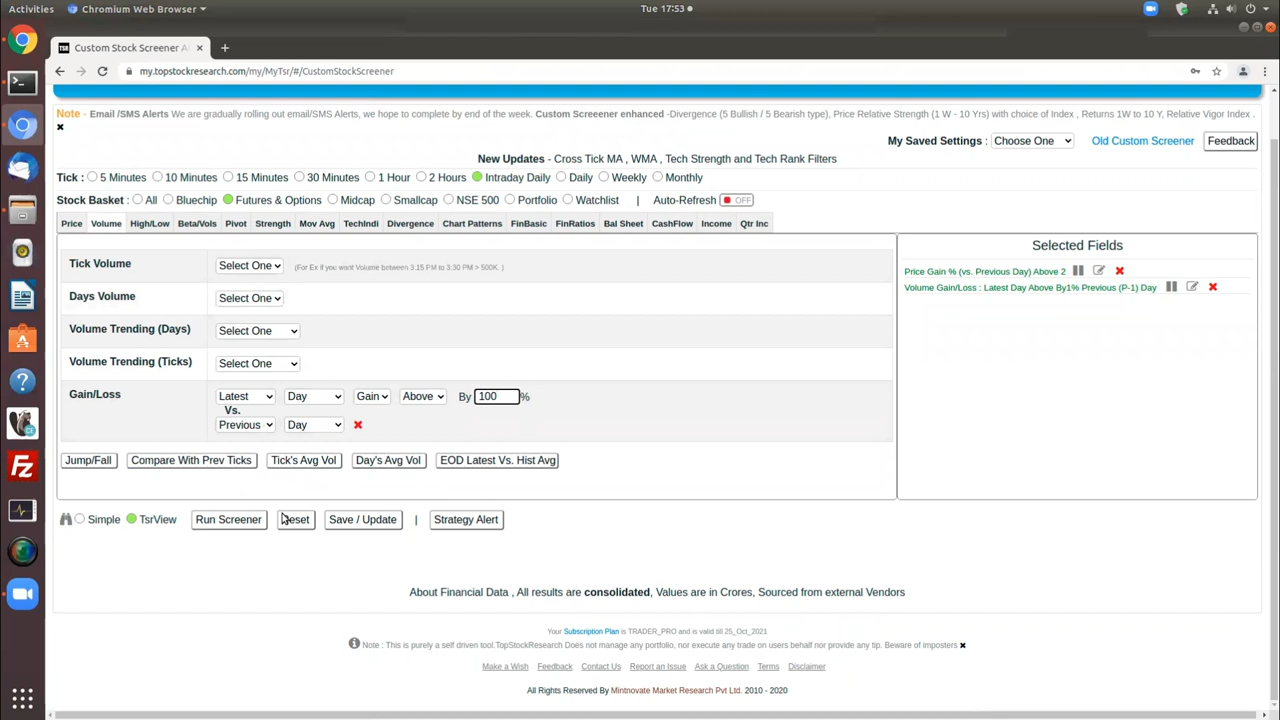 Activities Chromium Web Browser Tue 17:53
TSR Custom Stock Screener A
my.topstockresearch.com/my/MyTsr/#/CustomStockScreener
Note - Email /SMS Alerts We are gradually rolling out email/SMS Alerts, we hope to complete by end of the week. Custom Screeener enhanced -Divergence (5 Bullish / 5 Bearish type), Price Relative Strength (1 W - 10 Yrs) with choice of Index , Returns 1W to 10 Y, Relative Vigor Index .
My Saved Settings : Choose One Old Custom Screener Feedback
New Updates - Cross Tick MA , WMA , Tech Strength and Tech Rank Filters
Tick : 5 Minutes 10 Minutes 15 Minutes 30 Minutes 1 Hour 2 Hours Intraday Daily Daily Weekly Monthly
Stock Basket : All Bluechip Futures & Options Midcap Smallcap NSE 500 Portfolio Watchlist | Auto-Refresh OFF
Price Volume High/Low Beta/Vols Pivot Strength Mov Avg TechIndi Divergence Chart Patterns FinBasic FinRatios Bal Sheet CashFlow Income Qtr Inc
Tick Volume Select One (For Ex if you want Volume between 3:15 PM to 3:30 PM > 500K. )
Days Volume Select One
Volume Trending (Days) Select One
Volume Trending (Ticks) Select One
Gain/Loss Latest Day Gain Above By 100 %
Vs.
Previous Day
Jump/Fall Compare With Prev Ticks Tick's Avg Vol Day's Avg Vol EOD Latest Vs. Hist Avg
Selected Fields
Price Gain % (vs. Previous Day) Above 2
Volume Gain/Loss : Latest Day Above By1% Previous (P-1) Day
Simple TsrView Run Screener Reset Save / Update | Strategy Alert
About Financial Data , All results are consolidated, Values are in Crores, Sourced from external Vendors
Your Subscription Plan is TRADER_PRO and is valid till 25_Oct_2021
Note : This is purely a self driven tool.TopStockResearch Does not manage any portfolio, nor execute any trade on users behalf nor provide any tip. Beware of imposters
Make a Wish Feedback Contact Us Report an Issue Ask a Question Terms Disclaimer
All Rights Reserved By Mintnovate Market Research Pvt Ltd. 2010 - 2020